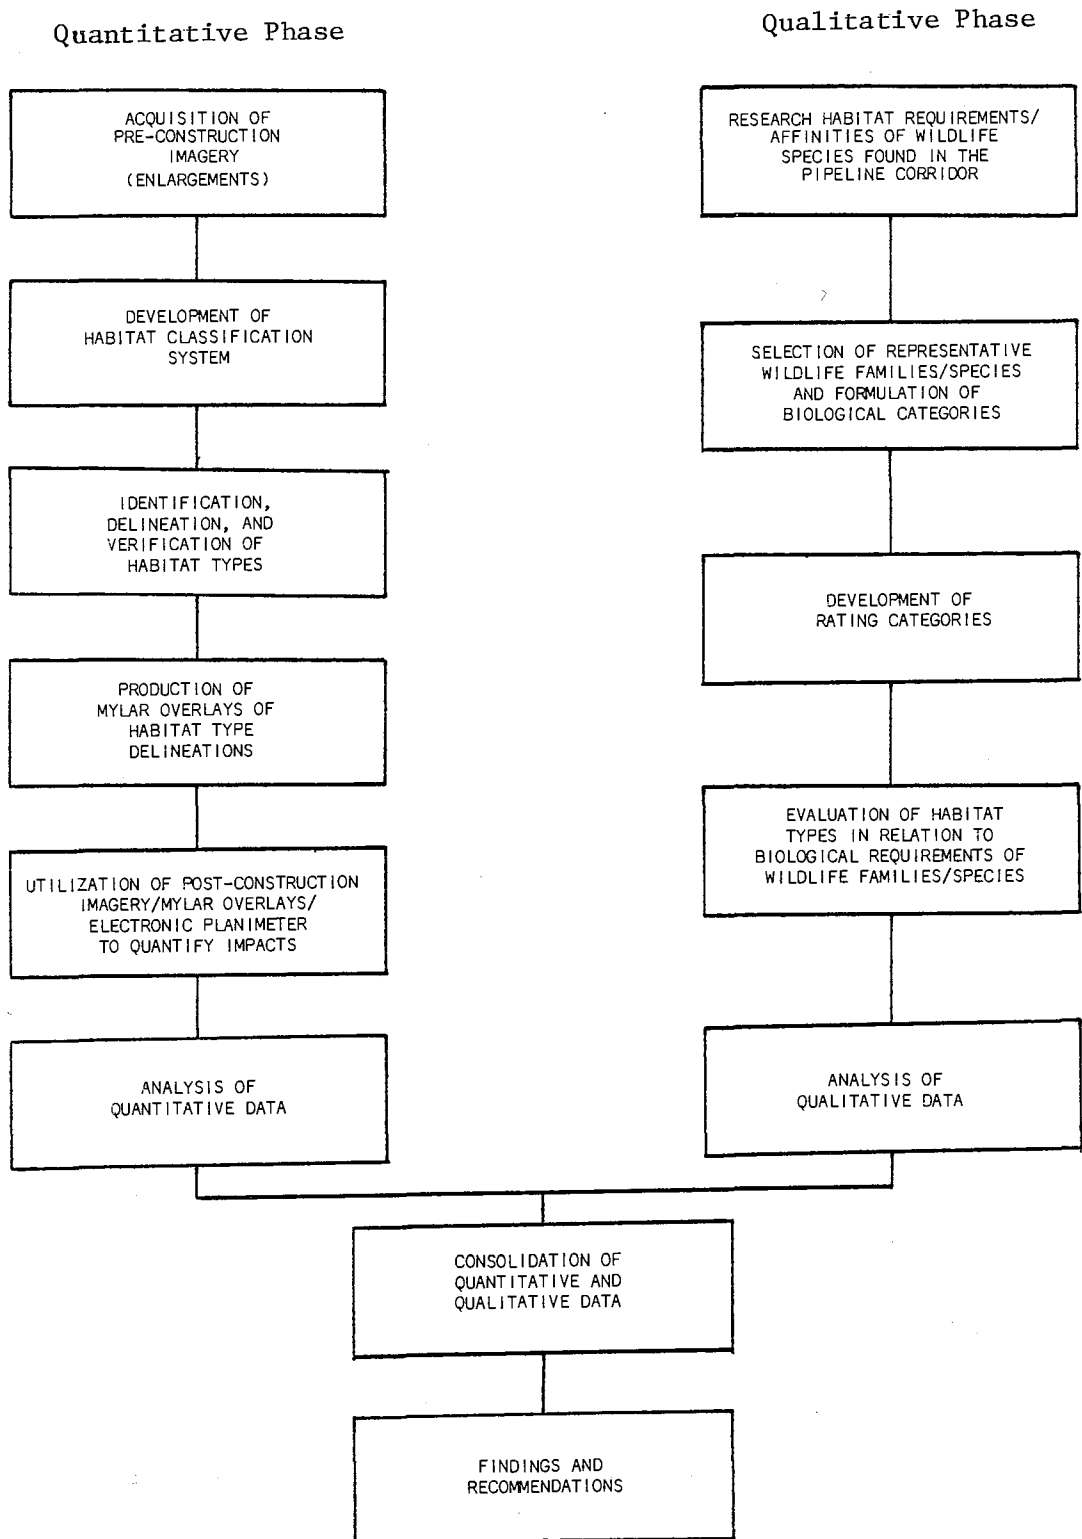 Quantitative Phase
ACQUISITION OF
PRE-CONSTRUCTION
IMAGERY
(ENLARGEMENTS)
DEVELOPMENT OF
HABITAT CLASSIFICATION
SYSTEM
IDENTIFICATION,
DELINEATION, AND
VERIFICATION OF
HABITAT TYPES
PRODUCTION OF
MYLAR OVERLAYS OF
HABITAT TYPE
DELINEATIONS
UTILIZATION OF POST-CONSTRUCTION
IMAGERY/MYLAR OVERLAYS/
ELECTRONIC PLANIMETER
TO QUANTIFY IMPACTS
ANALYSIS OF
QUANTITATIVE DATA
Qualitative Phase
RESEARCH HABITAT REQUIREMENTS/
AFFINITIES OF WILDLIFE
SPECIES FOUND IN THE
PIPELINE CORRIDOR
SELECTION OF REPRESENTATIVE
WILDLIFE FAMILIES/SPECIES
AND FORMULATION OF
BIOLOGICAL CATEGORIES
DEVELOPMENT OF
RATING CATEGORIES
EVALUATION OF HABITAT
TYPES IN RELATION TO
BIOLOGICAL REQUIREMENTS OF
WILDLIFE FAMILIES/SPECIES
ANALYSIS OF
QUALITATIVE DATA
CONSOLIDATION OF
QUANTITATIVE AND
QUALITATIVE DATA
FINDINGS AND
RECOMMENDATIONS